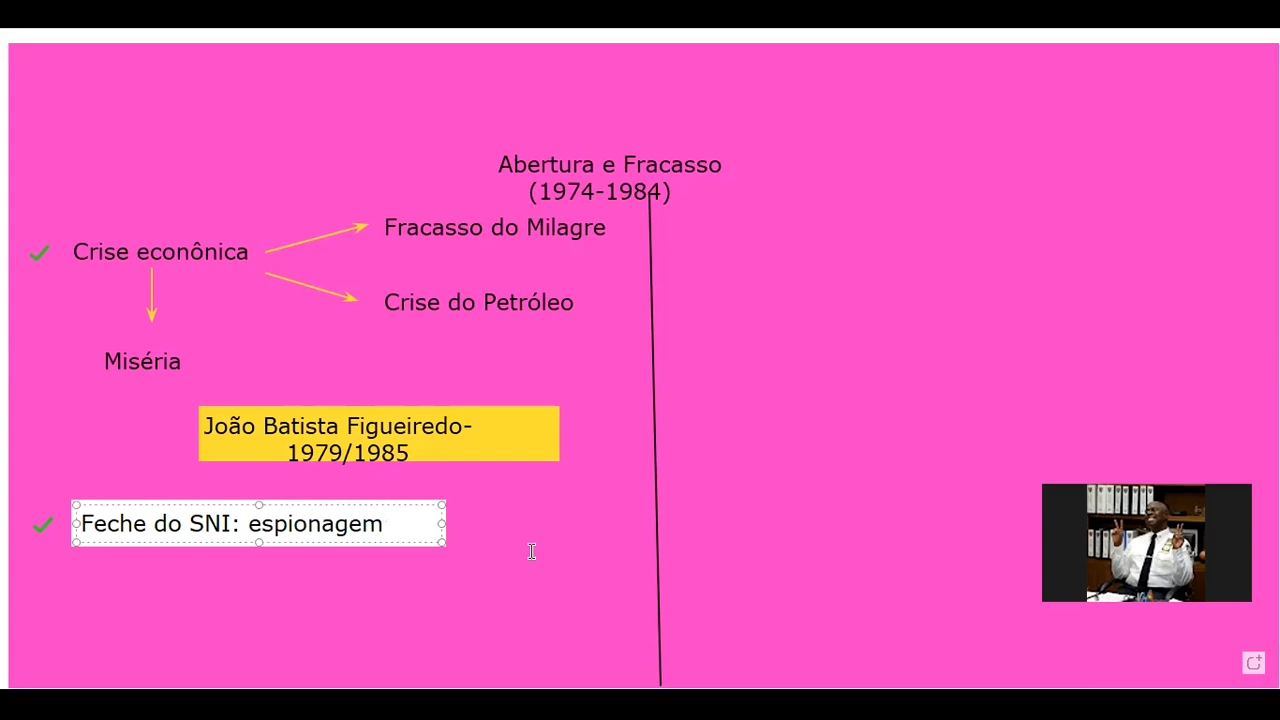 Abertura e Fracasso
(1974-1984)
Fracasso do Milagre
Crise econônica
Crise do Petróleo
Miséria
João Batista Figueiredo-
1979/1985
Feche do SNI: espionagem